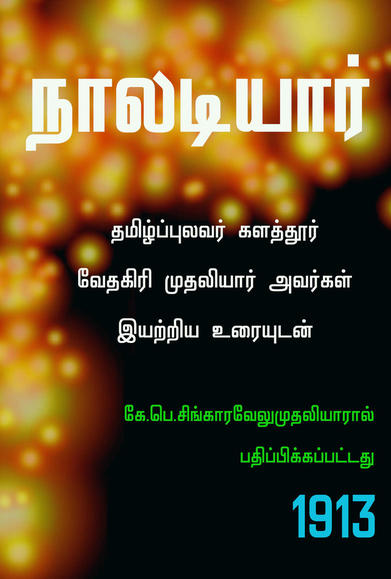 நாலடியார்
தமிழ்ப்புலவர் களத்தூர்
வேதகிரி முதலியார் அவர்கள்
இயற்றிய உரையுடன்
கே.பெ.சிங்காரவேலுமுதலியாரால்
பதிப்பிக்கப்பட்டது
1913